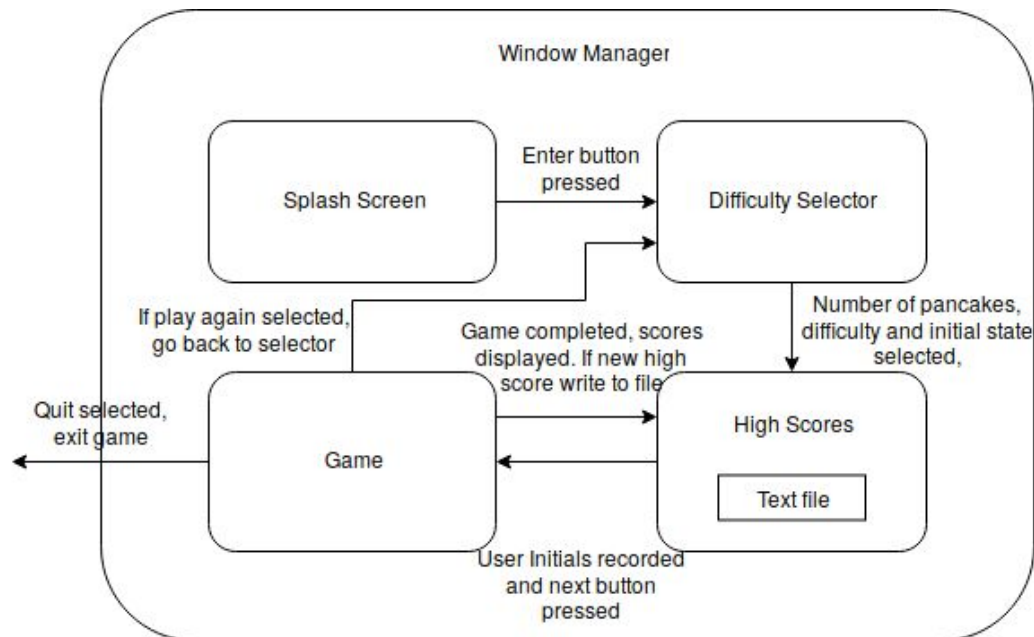 Window Manager
Splash Screen
Enter button
pressed
Difficulty Selector
If play again selected,
go back to selector
Game completed, scores
displayed. If new high
score write to file
Number of pancakes,
difficulty and initial state
selected,
Quit selected,
exit game
Game
High Scores
Text file
User Initials recorded
and next button
pressed